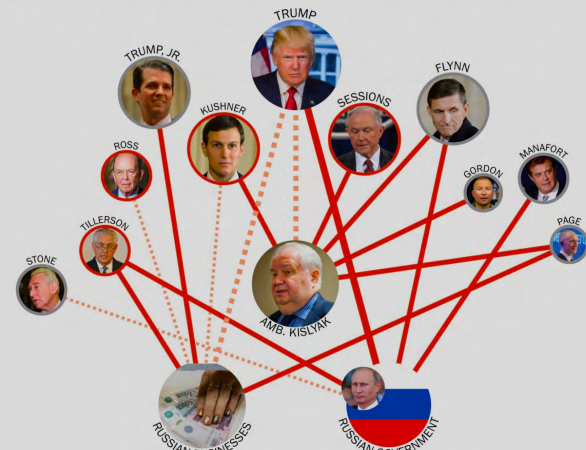 TRUMP
TRUMP, JR.
FLYNN
KUSHNER
SESSIONS
ROSS
MANAFORT
GORDON
TILLERSON
PAGE
STONE
AMB. KISLYAK
RUSSIAN BUSINESSES
RUSSIAN GOVERNMENT